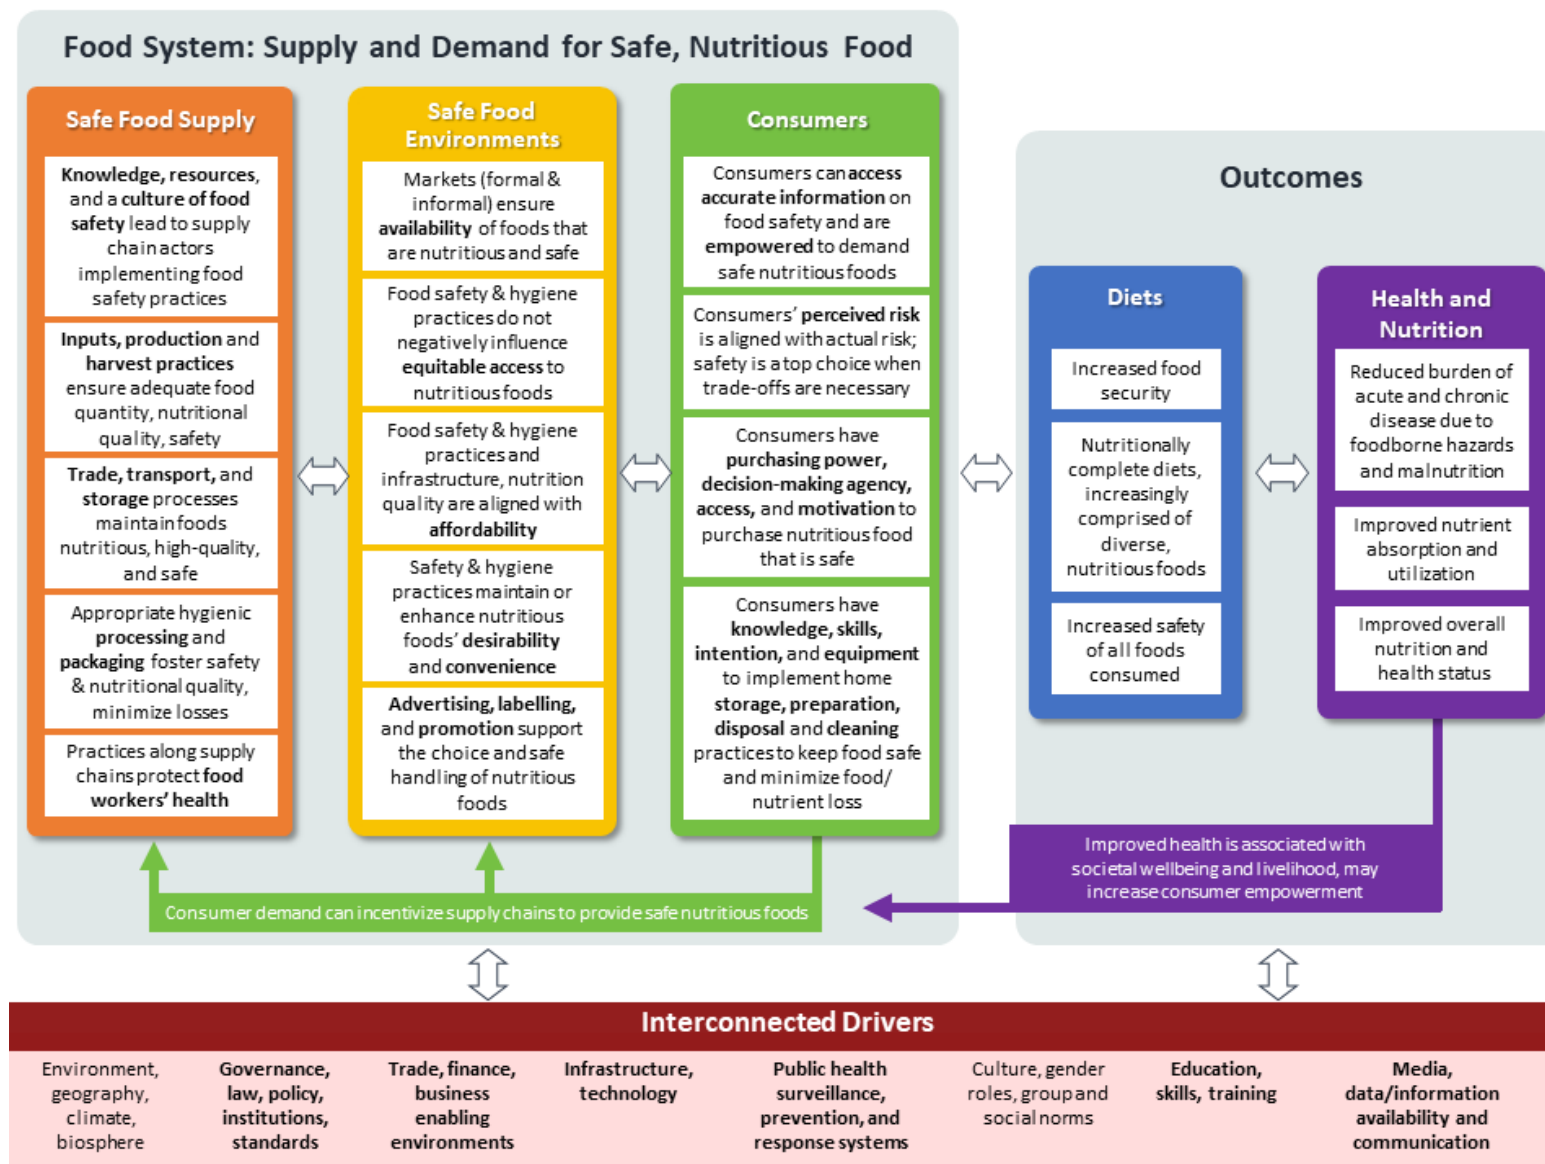 Food System: Supply and Demand for Safe, Nutritious Food
Safe Food Supply
Knowledge, resources,
and a culture of food
safety lead to supply
chain actors
implementing food
safety practices
Inputs, production and
harvest practices
ensure adequate food
quantity, nutritional
quality, safety
Trade, transport, and
storage processes
maintain foods
nutritious, high-quality,
and safe
Appropriate hygienic
processing and
packaging foster safety
& nutritional quality,
minimize losses
Practices along supply
chains protect food
workers' health
Safe Food
Environments
Markets (formal &
informal) ensure
availability of foods that
are nutritious and safe
Food safety & hygiene
practices do not
negatively influence
equitable access to
nutritious foods
Food safety & hygiene
practices and
infrastructure, nutrition
quality are aligned with
affordability
Safety & hygiene
practices maintain or
enhance nutritious
foods' desirability
and convenience
Advertising, labelling,
and promotion support
the choice and safe
handling of nutritious
foods
Consumers
Consumers can access
accurate information on
food safety and are
empowered to demand
safe nutritious foods
Consumers' perceived risk
is aligned with actual risk;
safety is a top choice when
trade-offs are necessary
Consumers have
purchasing power,
decision-making agency,
access, and motivation to
purchase nutritious food
that is safe
Consumers have
knowledge, skills,
intention, and equipment
to implement home
storage, preparation,
disposal and cleaning
practices to keep food safe
and minimize food/
nutrient loss
Consumer demand can incentivize supply chains to provide safe nutritious foods
Outcomes
Diets
Increased food
security
Nutritionally
complete diets,
increasingly
comprised of
diverse,
nutritious foods
Increased safety
of all foods
consumed
Health and
Nutrition
Reduced burden of
acute and chronic
disease due to
foodborne hazards
and malnutrition
Improved nutrient
absorption and
utilization
Improved overall
nutrition and
health status
Improved health is associated with
societal wellbeing and livelihood, may
increase consumer empowerment
Interconnected Drivers
Environment,
geography,
climate,
biosphere
Governance,
law, policy,
institutions,
standards
Trade, finance,
business
enabling
environments
Infrastructure,
technology
Public health
surveillance,
prevention, and
response systems
Culture, gender
roles, group and
social norms
Education,
skills, training
Media,
data/information
availability and
communication